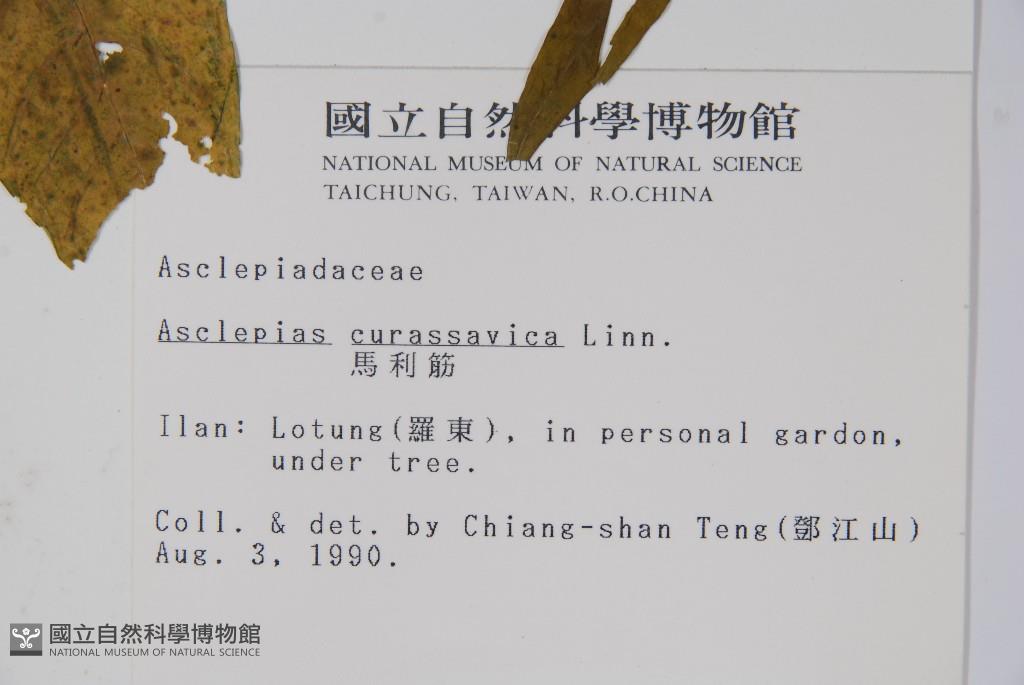 國立自然科學博物館
NATIONAL MUSEUM OF NATURAL SCIENCE
TAICHUNG, TAIWAN, R.O.CHINA
Asclepiadaceae
Asclepias curassavica Linn.
馬利筋
Ilan: Lotung(羅東), in personal gardon,
under tree.
Coll. & det. by Chiang-shan Teng(鄧江山)
Aug. 3, 1990.
國立自然科學博物館
NATIONAL MUSEUM OF NATURAL SCIENCE